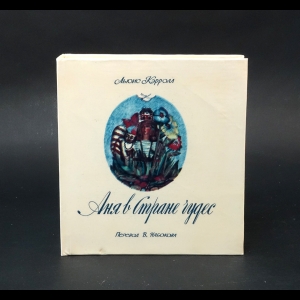 Льюис Кэрролл
Аня в Стране чудес
Перевод В. Набокова